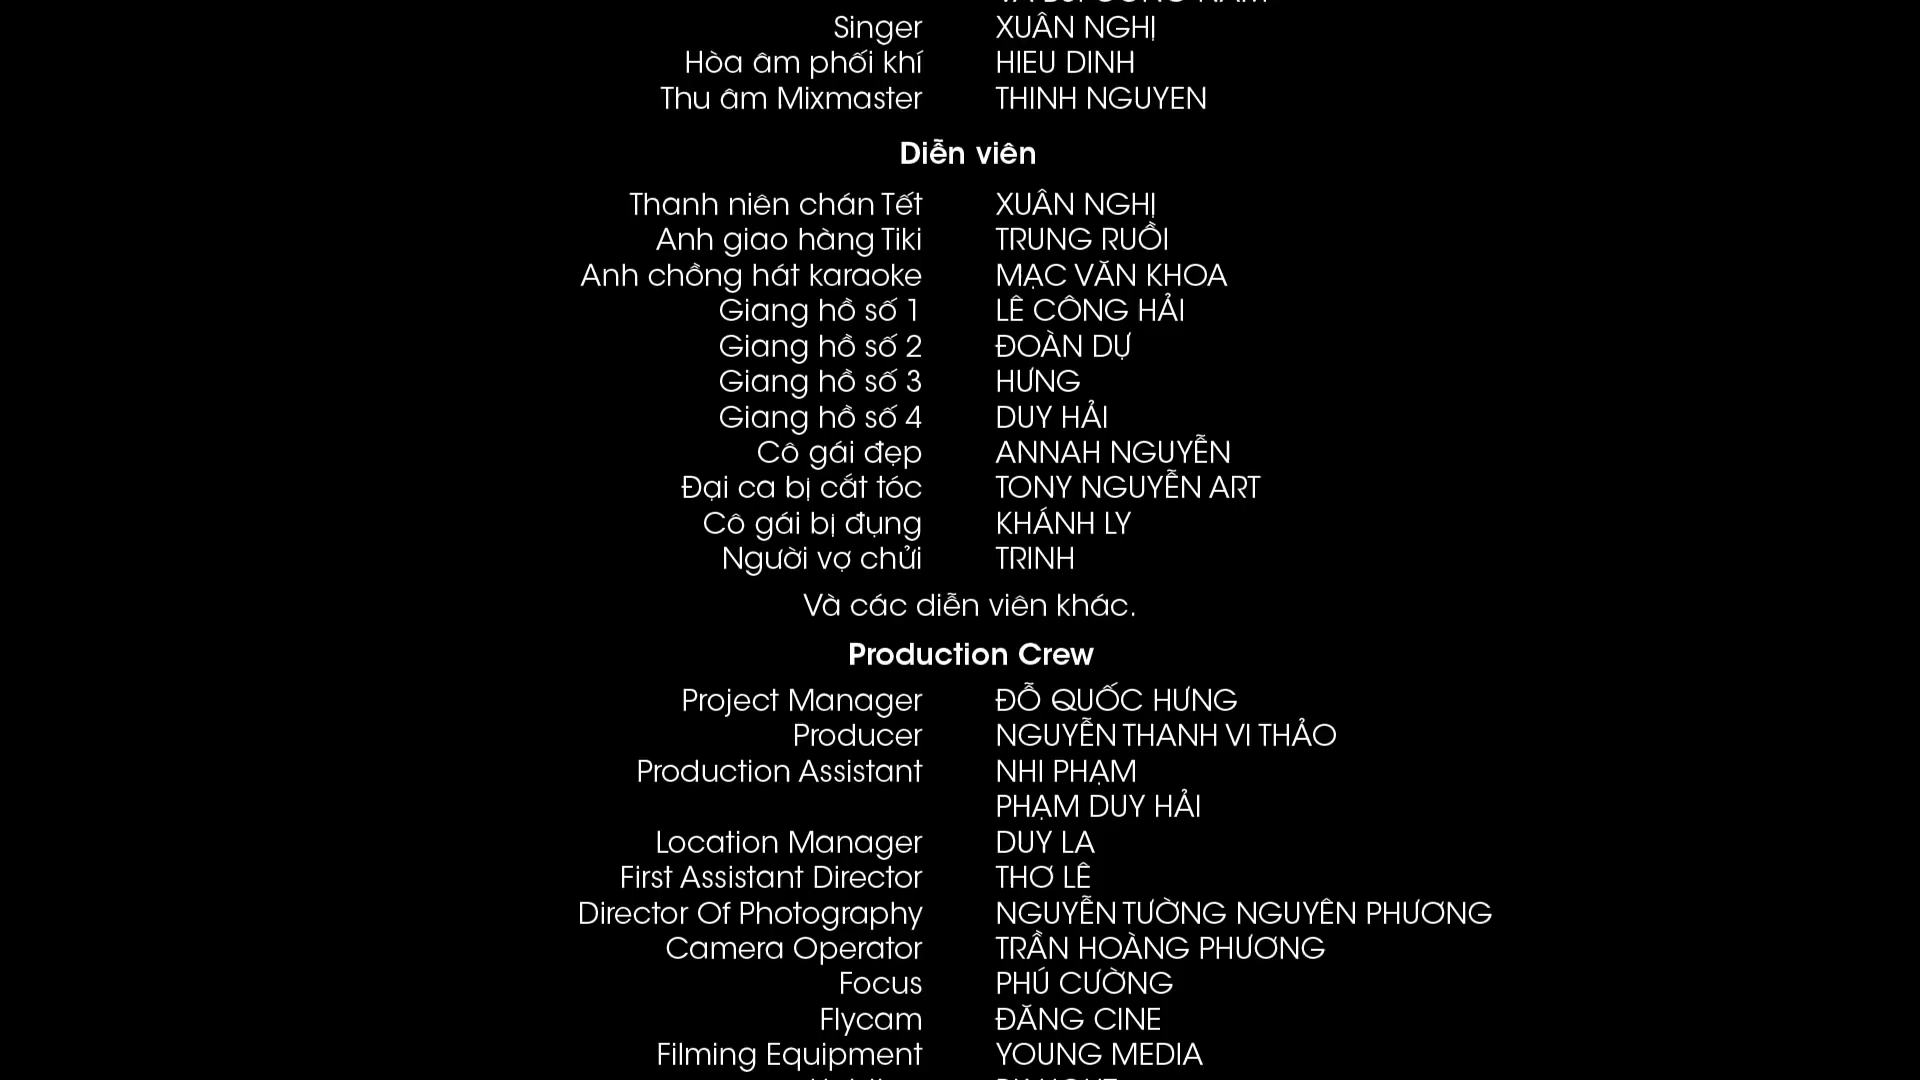 Singer XUÂN NGHỊ
Hòa âm phối khí HIEU DINH
Thu âm Mixmaster THINH NGUYEN
Diễn viên
Thanh niên chán Tết XUÂN NGHỊ
Anh giao hàng Tiki TRUNG RUỒI
Anh chồng hát karaoke MẠC VĂN KHOA
Giang hồ số 1 LÊ CÔNG HẢI
Giang hồ số 2 ĐOÀN DỰ
Giang hồ số 3 HƯNG
Giang hồ số 4 DUY HẢI
Cô gái đẹp ANNAH NGUYỄN
Đại ca bị cắt tóc TONY NGUYỄN ART
Cô gái bị đụng KHÁNH LY
Người vợ chửi TRINH
Và các diễn viên khác.
Production Crew
Project Manager ĐỖ QUỐC HƯNG
Producer NGUYỄN THANH VI THẢO
Production Assistant NHI PHẠM
PHẠM DUY HẢI
Location Manager DUY LA
First Assistant Director THƠ LÊ
Director Of Photography NGUYỄN TƯỜNG NGUYÊN PHƯƠNG
Camera Operator TRẦN HOÀNG PHƯƠNG
Focus PHÚ CƯỜNG
Flycam ĐĂNG CINE
Filming Equipment YOUNG MEDIA